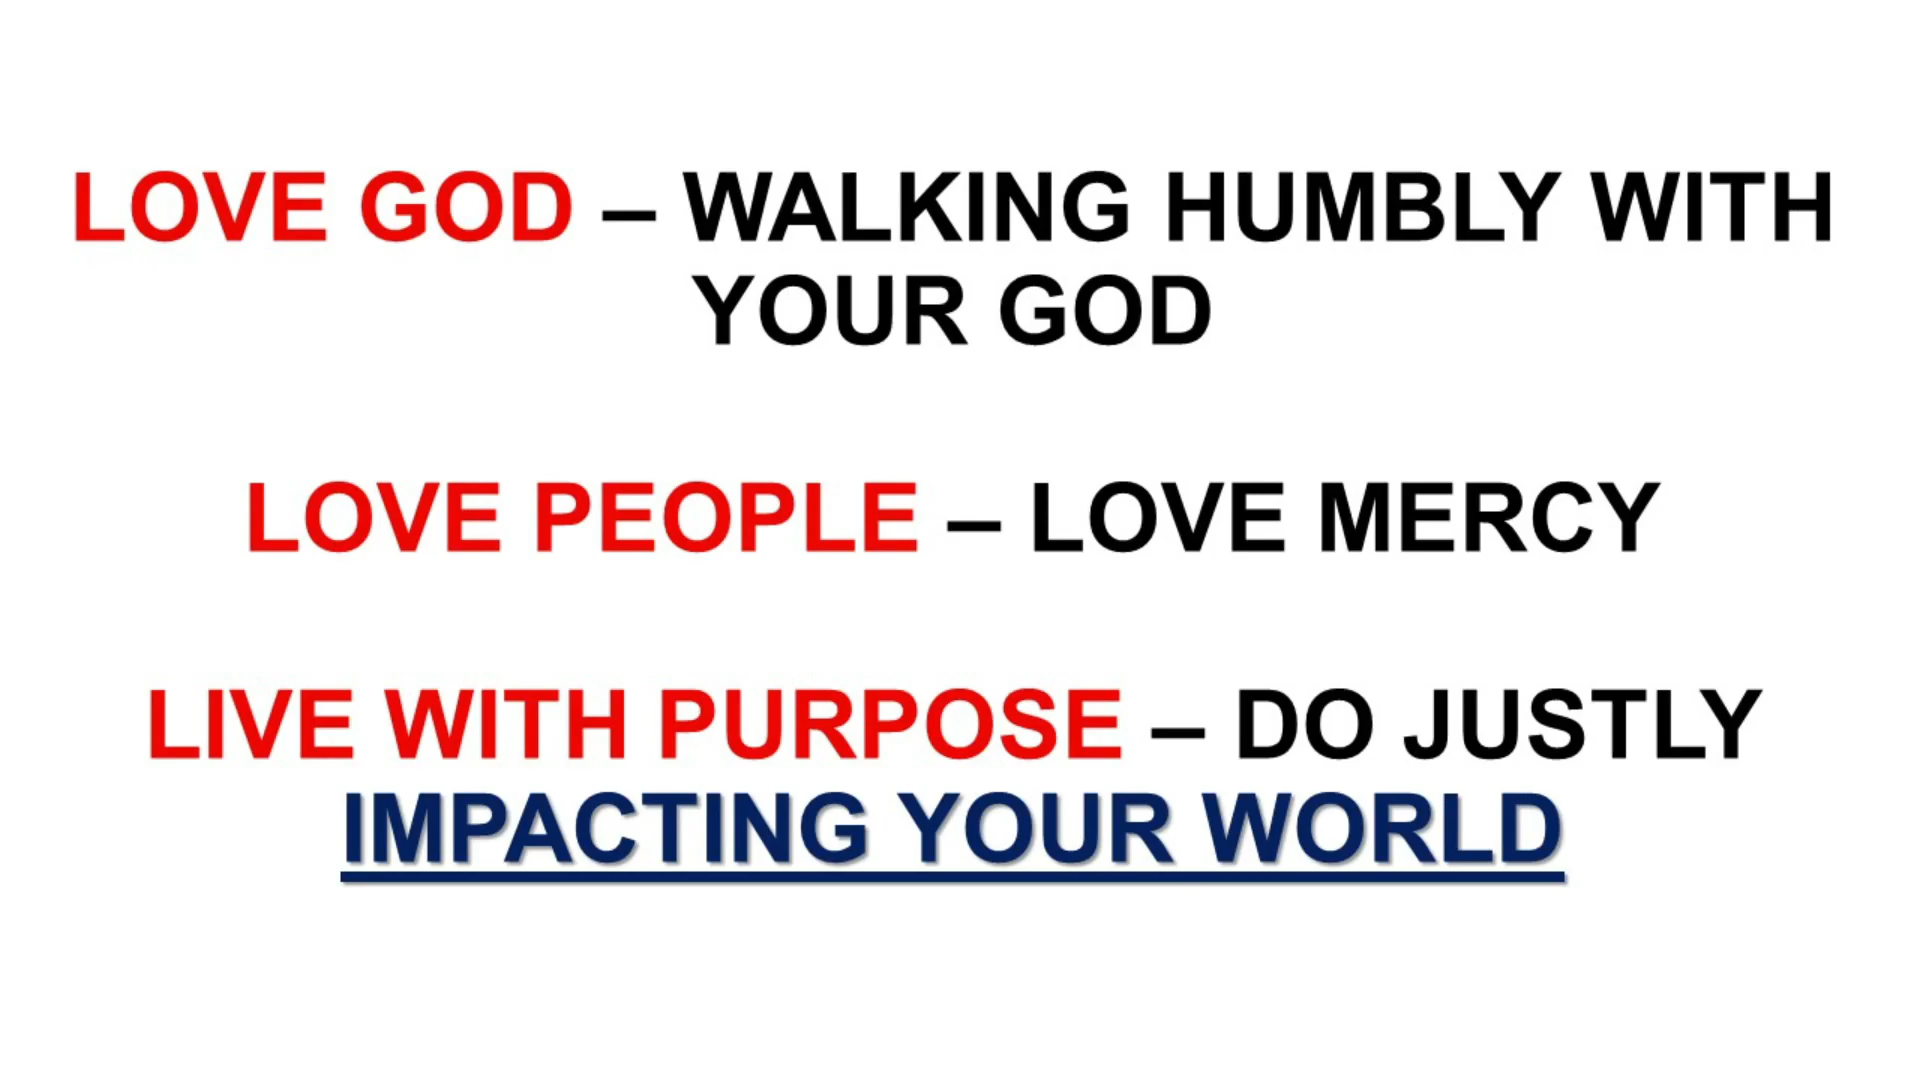 LOVE GOD – WALKING HUMBLY WITH
YOUR GOD
LOVE PEOPLE – LOVE MERCY
LIVE WITH PURPOSE – DO JUSTLY
IMPACTING YOUR WORLD